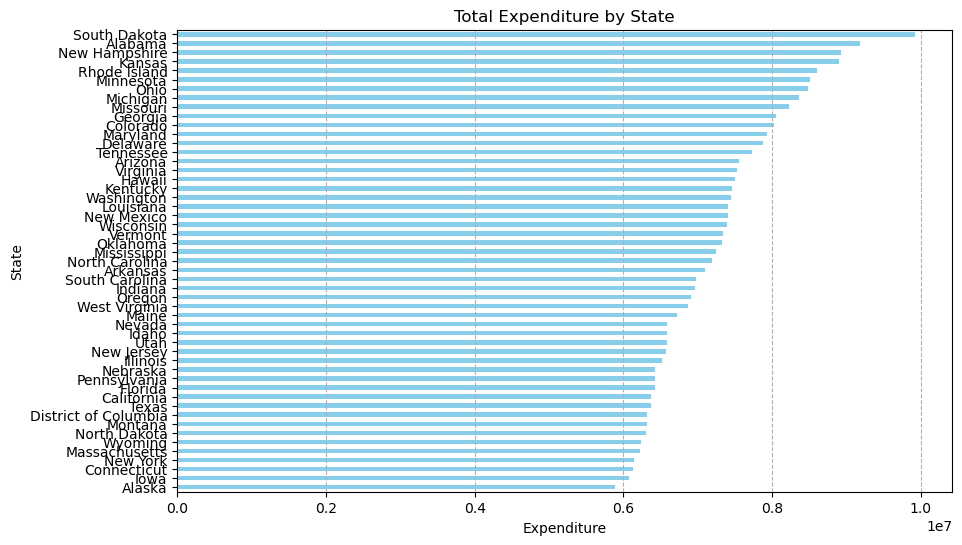 Total Expenditure by State
South Dakota
Alabama
New Hampshire
Kansas
Rhode Island
Minnesota
Ohio
Michigan
Missouri
Georgia
Colorado
Maryland
Delaware
Tennessee
Arizona
Virginia
Hawaii
Kentucky
Washington
Louisiana
New Mexico
Wisconsin
Vermont
Oklahoma
Mississippi
North Carolina
Arkansas
South Carolina
Indiana
Oregon
West Virginia
Maine
Nevada
Idaho
Utah
New Jersey
Illinois
Nebraska
Pennsylvania
Florida
California
Texas
District of Columbia
Montana
North Dakota
Wyoming
Massachusetts
New York
Connecticut
Iowa
Alaska
State
0.0 0.2 0.4 0.6 0.8 1.0
1e7
Expenditure